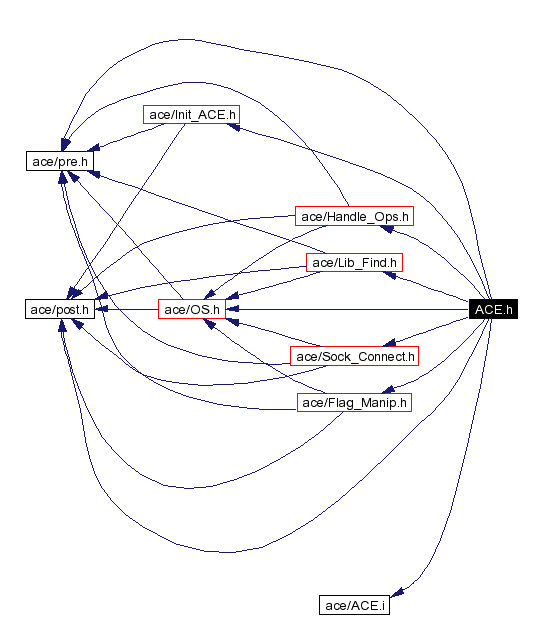 ace/Init_ACE.h
ace/pre.h
ace/Handle_Ops.h
ace/Lib_Find.h
ace/post.h
ace/OS.h
ACE.h
ace/Sock_Connect.h
ace/Flag_Manip.h
ace/ACE.i